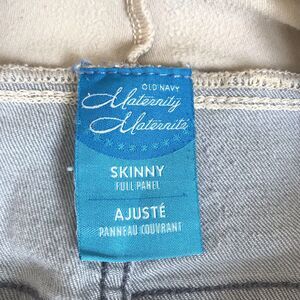 OLD NAVY
Maternity
Maternité
SKINNY
FULL PANEL
AJUSTÉ
PANNEAU COUVRANT